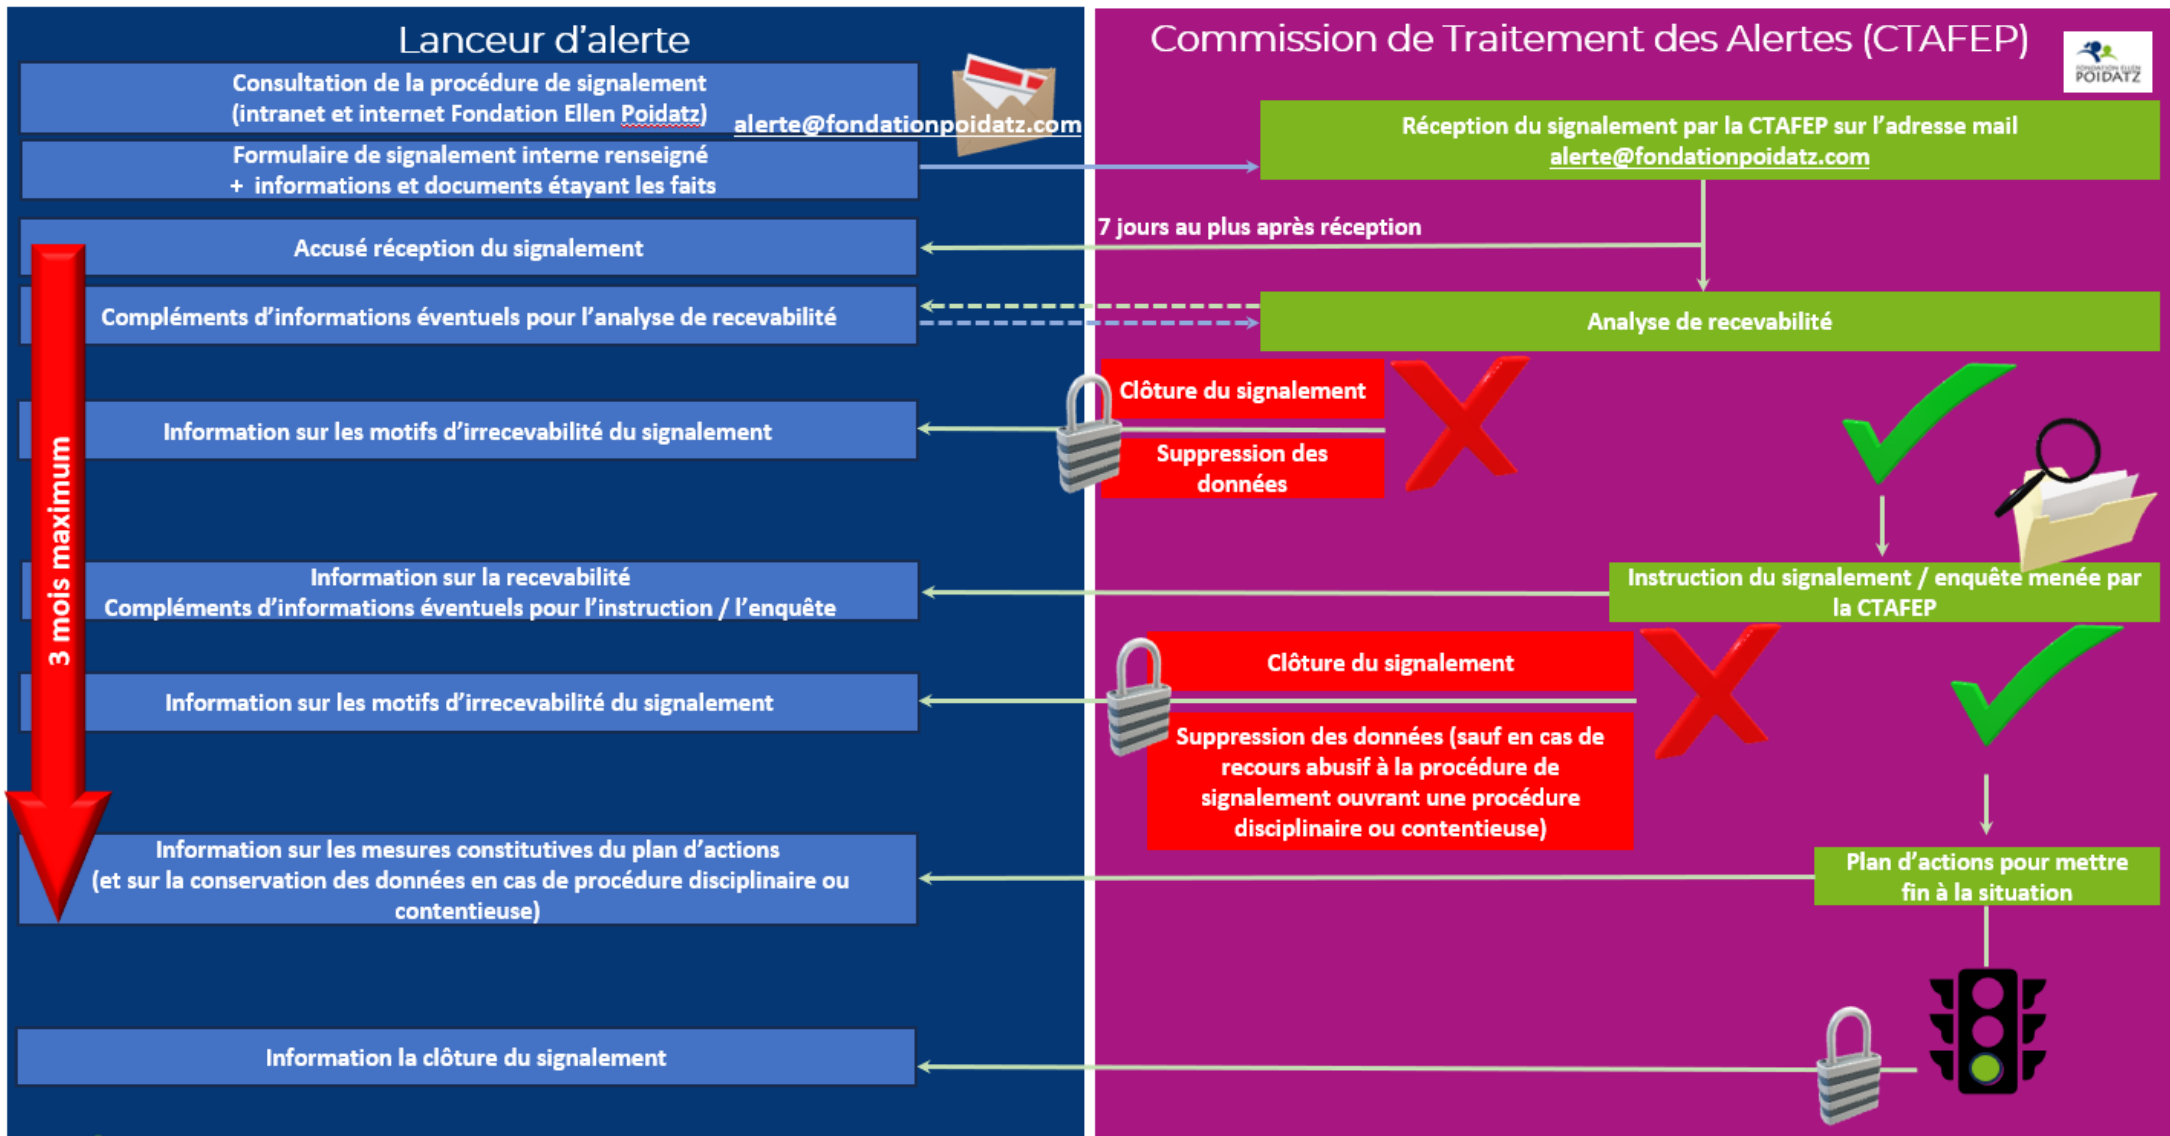 Lanceur d'alerte
Consultation de la procédure de signalement
(intranet et internet Fondation Ellen Poidatz)
alerte@fondationpoidatz.com
Formulaire de signalement interne renseigné
+ informations et documents étayant les faits
Accusé réception du signalement
Compléments d'informations éventuels pour l'analyse de recevabilité
Information sur les motifs d'irrecevabilité du signalement
3 mois maximum
Information sur la recevabilité
Compléments d'informations éventuels pour l'instruction / l'enquête
Information sur les motifs d'irrecevabilité du signalement
Information sur les mesures constitutives du plan d'actions
(et sur la conservation des données en cas de procédure disciplinaire ou
contentieuse)
Information la clôture du signalement
Commission de Traitement des Alertes (CTAFEP)
FONDATION ELLEN
POIDATZ
Réception du signalement par la CTAFEP sur l'adresse mail
alerte@fondationpoidatz.com
7 jours au plus après réception
Analyse de recevabilité
Clôture du signalement
Suppression des
données
Instruction du signalement / enquête menée par
la CTAFEP
Clôture du signalement
Suppression des données (sauf en cas de
recours abusif à la procédure de
signalement ouvrant une procédure
disciplinaire ou contentieuse)
Plan d'actions pour mettre
fin à la situation